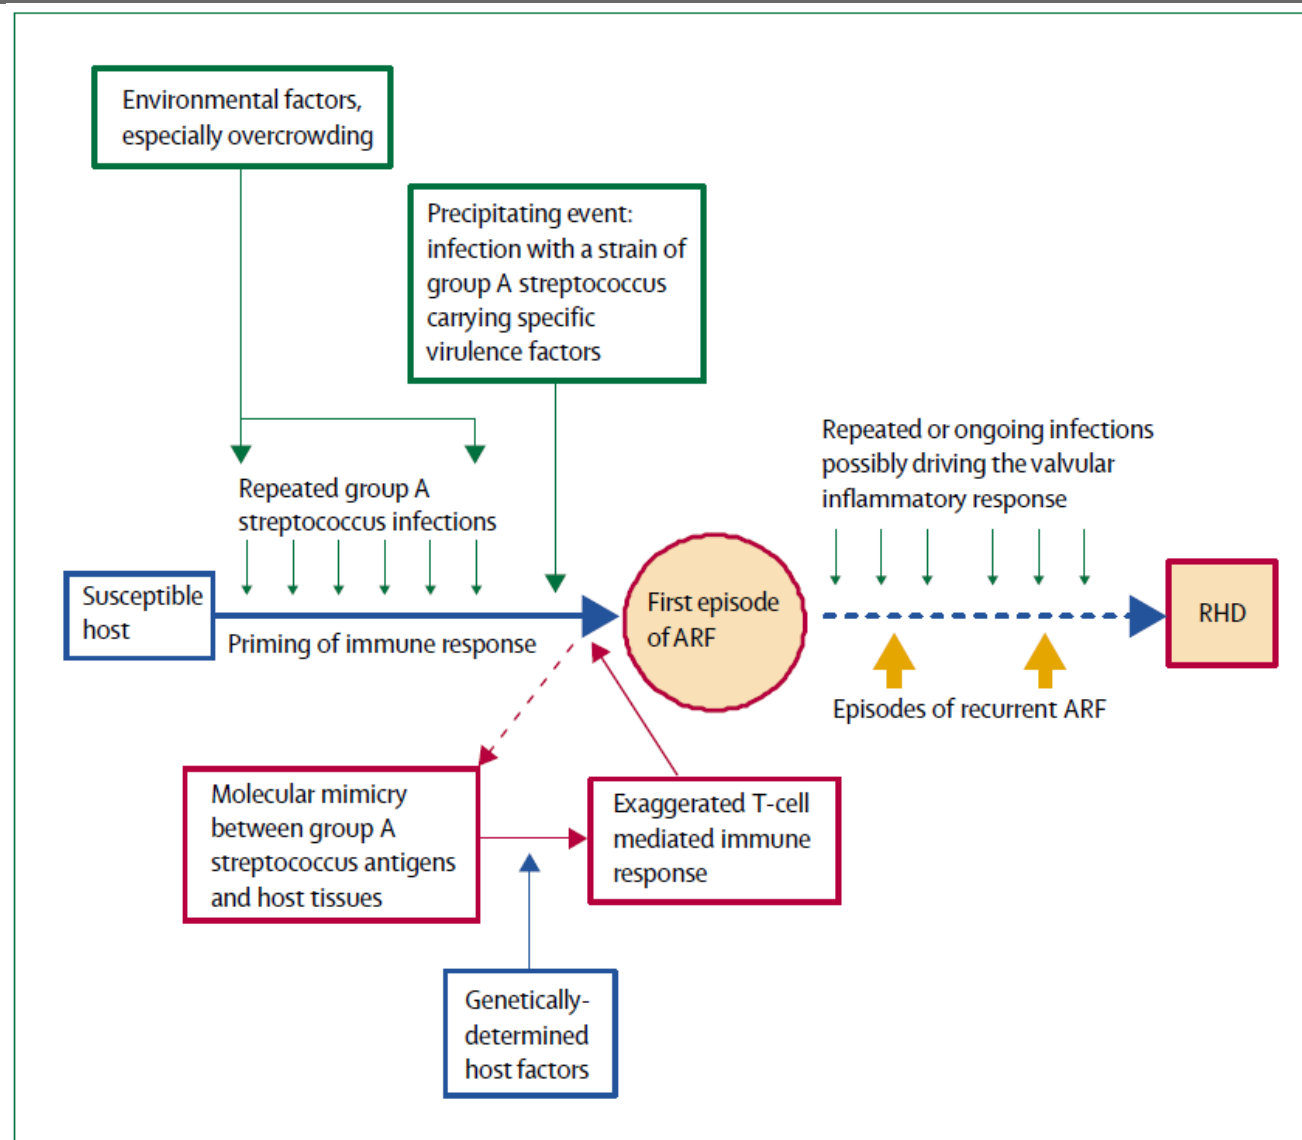 Environmental factors,
especially overcrowding
Precipitating event:
infection with a strain of
group A streptococcus
carrying specific
virulence factors
Repeated group A
streptococcus infections
Repeated or ongoing infections
possibly driving the valvular
inflammatory response
Susceptible
host
Priming of immune response
First episode
of ARF
RHD
Episodes of recurrent ARF
Molecular mimicry
between group A
streptococcus antigens
and host tissues
Exaggerated T-cell
mediated immune
response
Genetically-
determined
host factors